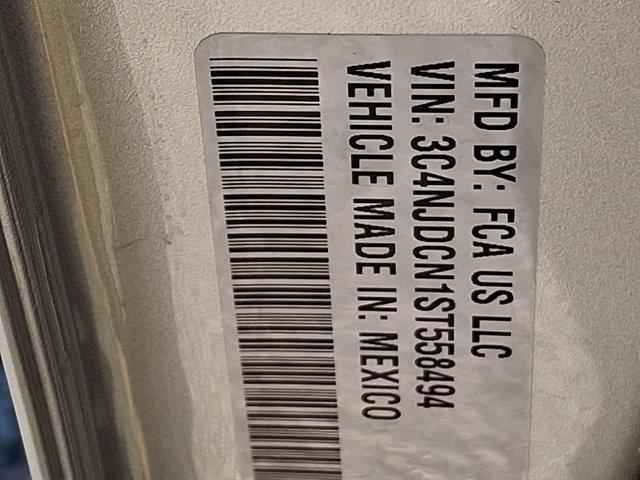 MFD BY: FCA US LLC
VIN: 3C4NJDCN1ST558494
VEHICLE MADE IN: MEXICO